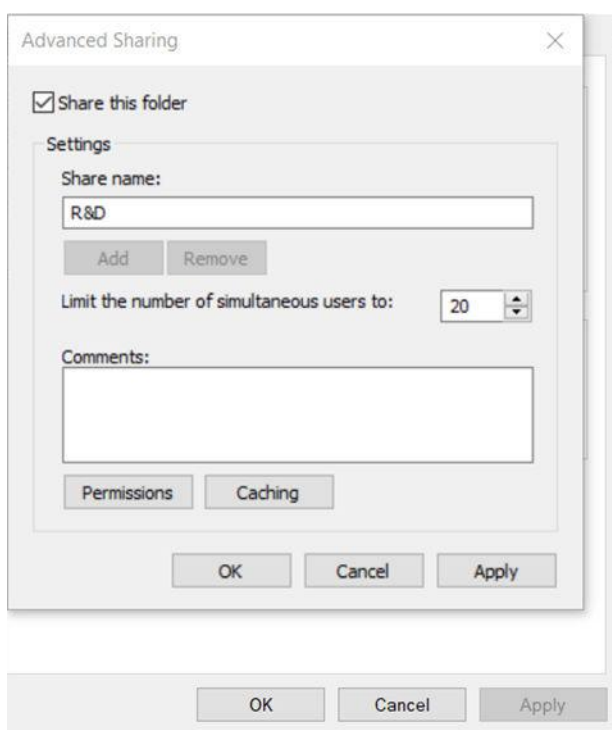 Advanced Sharing
Share this folder
Settings
Share name:
R&D
Add Remove
Limit the number of simultaneous users to: 20
Comments:
Permissions Caching
OK Cancel Apply
OK Cancel Apply